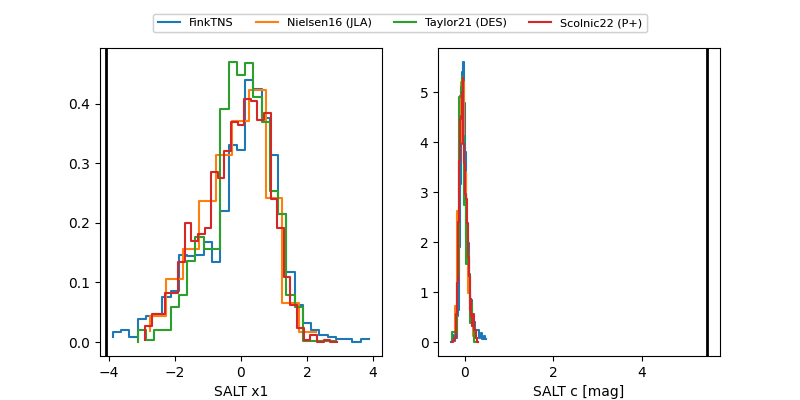 FinkTNS Nielsen16 (JLA) Taylor21 (DES) Scolnic22 (P+)
0.4
0.3
0.2
0.1
0.0
−4 −2 0 2 4
SALT x1
5
4
3
2
1
0
0 2 4
SALT c [mag]